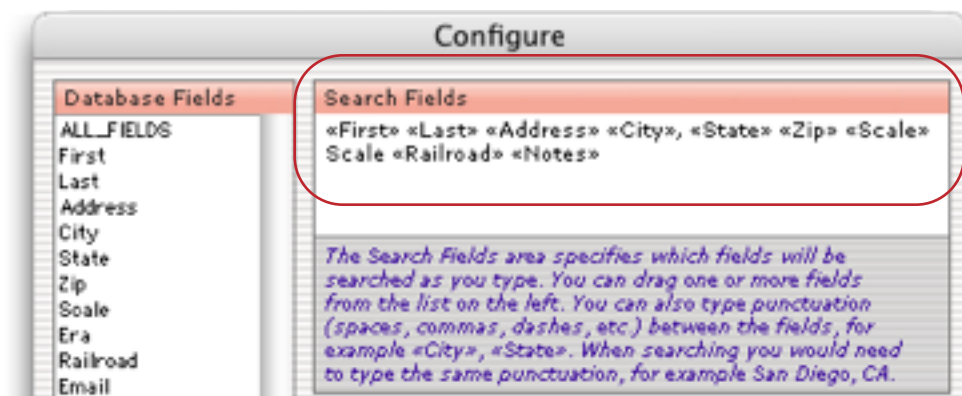 Configure
Database Fields
ALL_FIELDS
First
Last
Address
City
State
Zip
Scale
Era
Railroad
Email
Search Fields
«First» «Last» «Address» «City», «State» «Zip» «Scale»
Scale «Railroad» «Notes»
The Search Fields area specifies which fields will be
searched as you type. You can drag one or more fields
from the list on the left. You can also type punctuation
(spaces, commas, dashes, etc.) between the fields, for
example «City», «State». When searching you would need
to type the same punctuation, for example San Diego, CA.